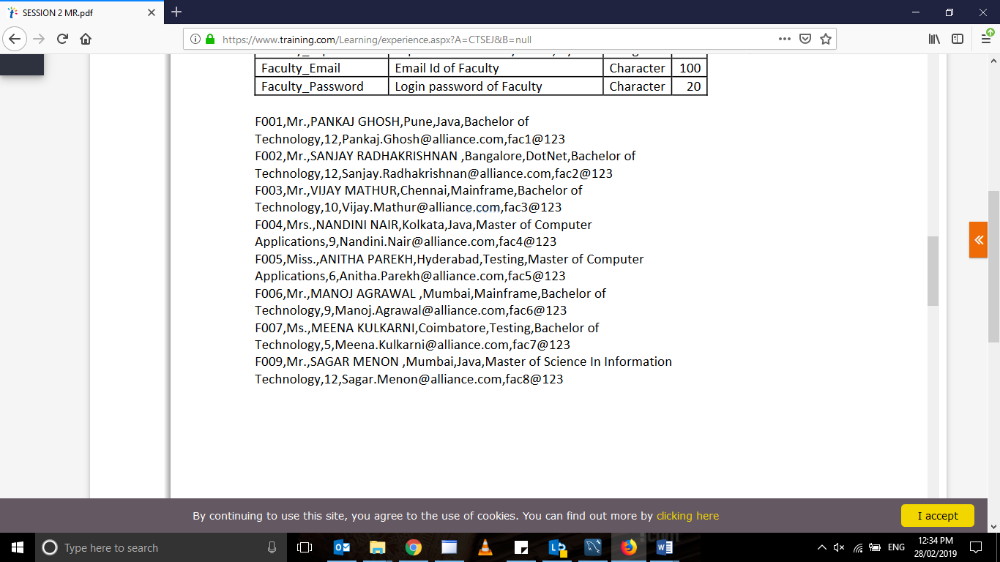 SESSION 2 MR.pdf
https://www.training.com/Learning/experience.aspx?A=CTSEJ&B=null
Faculty_Email Email Id of Faculty Character 100
Faculty_Password Login password of Faculty Character 20
F001,Mr.,PANKAJ GHOSH,Pune,Java,Bachelor of
Technology,12,Pankaj.Ghosh@alliance.com,fac1@123
F002,Mr.,SANJAY RADHAKRISHNAN ,Bangalore,DotNet,Bachelor of
Technology,12,Sanjay.Radhakrishnan@alliance.com,fac2@123
F003,Mr.,VIJAY MATHUR,Chennai,Mainframe,Bachelor of
Technology,10,Vijay.Mathur@alliance.com,fac3@123
F004,Mrs.,NANDINI NAIR,Kolkata,Java,Master of Computer
Applications,9,Nandini.Nair@alliance.com,fac4@123
F005,Miss.,ANITHA PAREKH,Hyderabad,Testing,Master of Computer
Applications,6,Anitha.Parekh@alliance.com,fac5@123
F006,Mr.,MANOJ AGRAWAL ,Mumbai,Mainframe,Bachelor of
Technology,9,Manoj.Agrawal@alliance.com,fac6@123
F007,Ms.,MEENA KULKARNI,Coimbatore,Testing,Bachelor of
Technology,5,Meena.Kulkarni@alliance.com,fac7@123
F009,Mr.,SAGAR MENON ,Mumbai,Java,Master of Science In Information
Technology,12,Sagar.Menon@alliance.com,fac8@123
By continuing to use this site, you agree to the use of cookies. You can find out more by clicking here
I accept
Type here to search
ENG
12:34 PM
28/02/2019